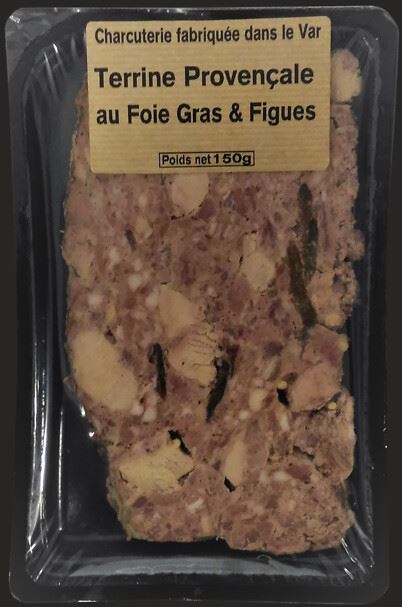 Charcuterie fabriquée dans le Var
Terrine Provençale
au Foie Gras & Figues
Poids net 150g